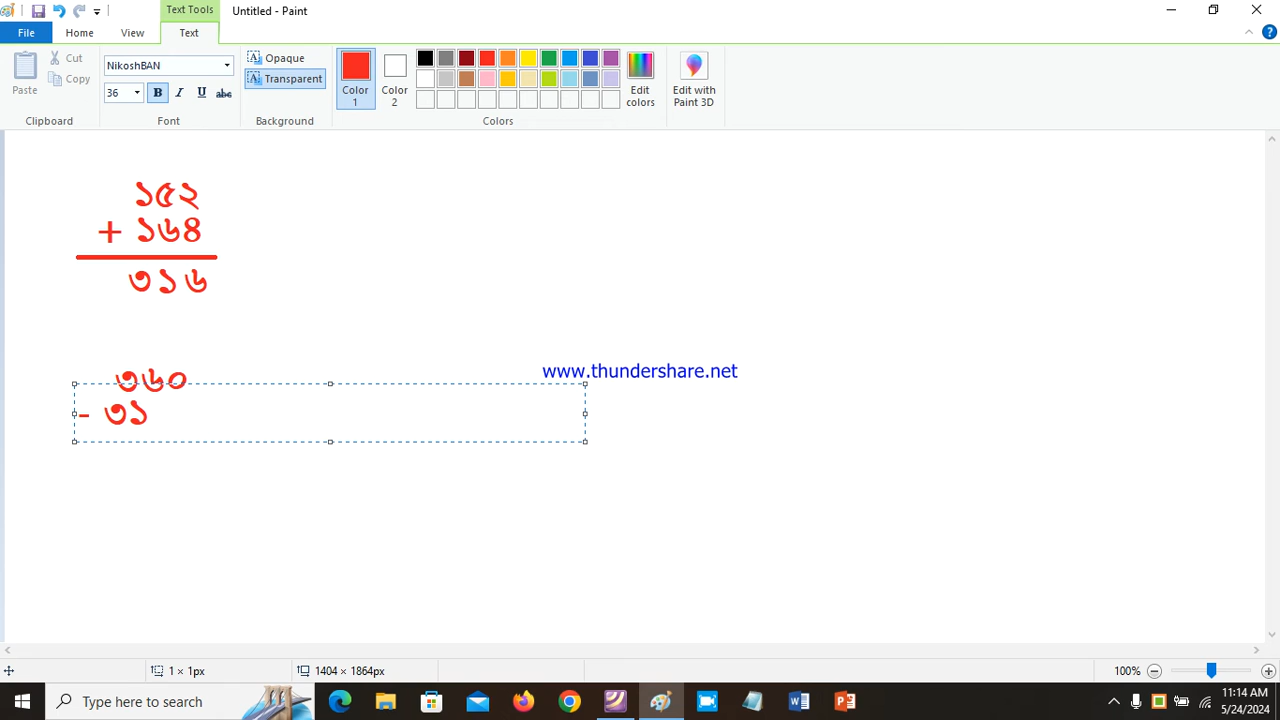 Text Tools
Untitled - Paint
File
Home
View
Text
Paste
Cut
Copy
Clipboard
NikoshBAN
36
B I U abc
Font
Opaque
Transparent
Background
Color 1
Color 2
Edit colors
Colors
Edit with Paint 3D
১৫২
+ ১৬৪
৩১৬
৩৬০
- ৩১
www.thundershare.net
1 × 1px
1404 × 1864px
100%
Type here to search
11:14 AM
5/24/2024